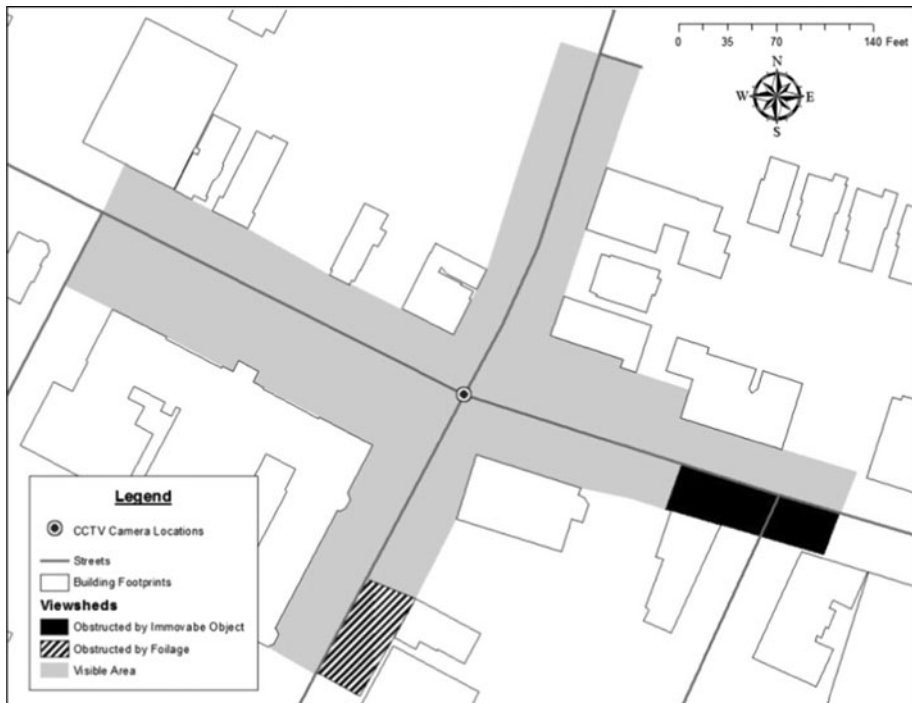 0 35 70 140 Feet
N
W E
S
Legend
CCTV Camera Locations
Streets
Building Footprints
Viewsheds
Obstructed by Immovabe Object
Obstructed by Foilage
Visible Area